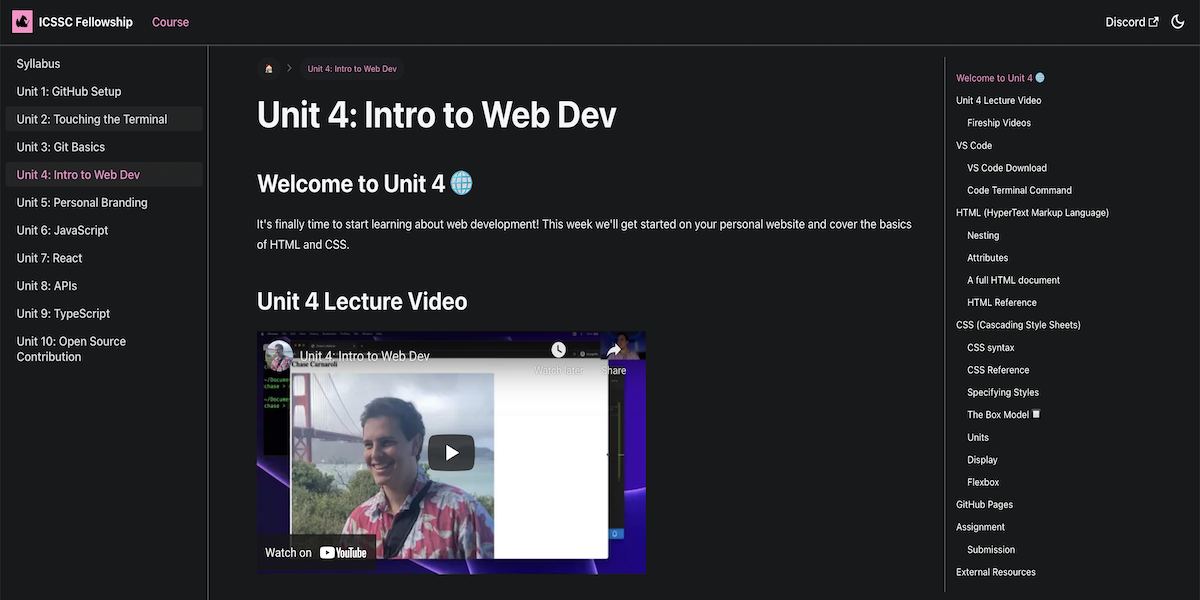 ICSSC Fellowship
Course
Discord
Syllabus
Unit 1: GitHub Setup
Unit 2: Touching the Terminal
Unit 3: Git Basics
Unit 4: Intro to Web Dev
Unit 5: Personal Branding
Unit 6: JavaScript
Unit 7: React
Unit 8: APIs
Unit 9: TypeScript
Unit 10: Open Source
Contribution
Unit 4: Intro to Web Dev
Unit 4: Intro to Web Dev
Welcome to Unit 4
It's finally time to start learning about web development! This week we'll get started on your personal website and cover the basics
of HTML and CSS.
Unit 4 Lecture Video
Unit 4: Intro to Web Dev
Watch later
Share
Chase Carnaroli
Watch on YouTube
Welcome to Unit 4
Unit 4 Lecture Video
Fireship Videos
VS Code
VS Code Download
Code Terminal Command
HTML (HyperText Markup Language)
Nesting
Attributes
A full HTML document
HTML Reference
CSS (Cascading Style Sheets)
CSS syntax
CSS Reference
Specifying Styles
The Box Model
Units
Display
Flexbox
GitHub Pages
Assignment
Submission
External Resources